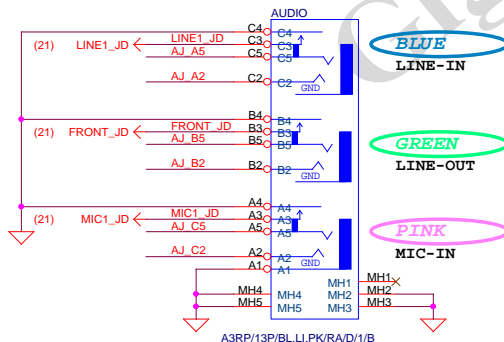 AUDIO
C4 C4
(21) LINE1_JD LINE1_JD C3 C3
AJ_A5 C5 C5
AJ_A2 C2 C2
GND
BLUE
LINE-IN
B4 B4
(21) FRONT_JD FRONT_JD B3 B3
AJ_B5 B5 B5
AJ_B2 B2 B2
GND
GREEN
LINE-OUT
A4 A4
(21) MIC1_JD MIC1_JD A3 A3
AJ_C5 A5 A5
AJ_C2 A2 A2
GND
A1 A1
PINK
MIC-IN
MH1 MH1
MH4 MH4 MH2 MH2
MH5 MH5 MH3 MH3
A3RP/13P/BL.LI.PK/RA/D/1/B